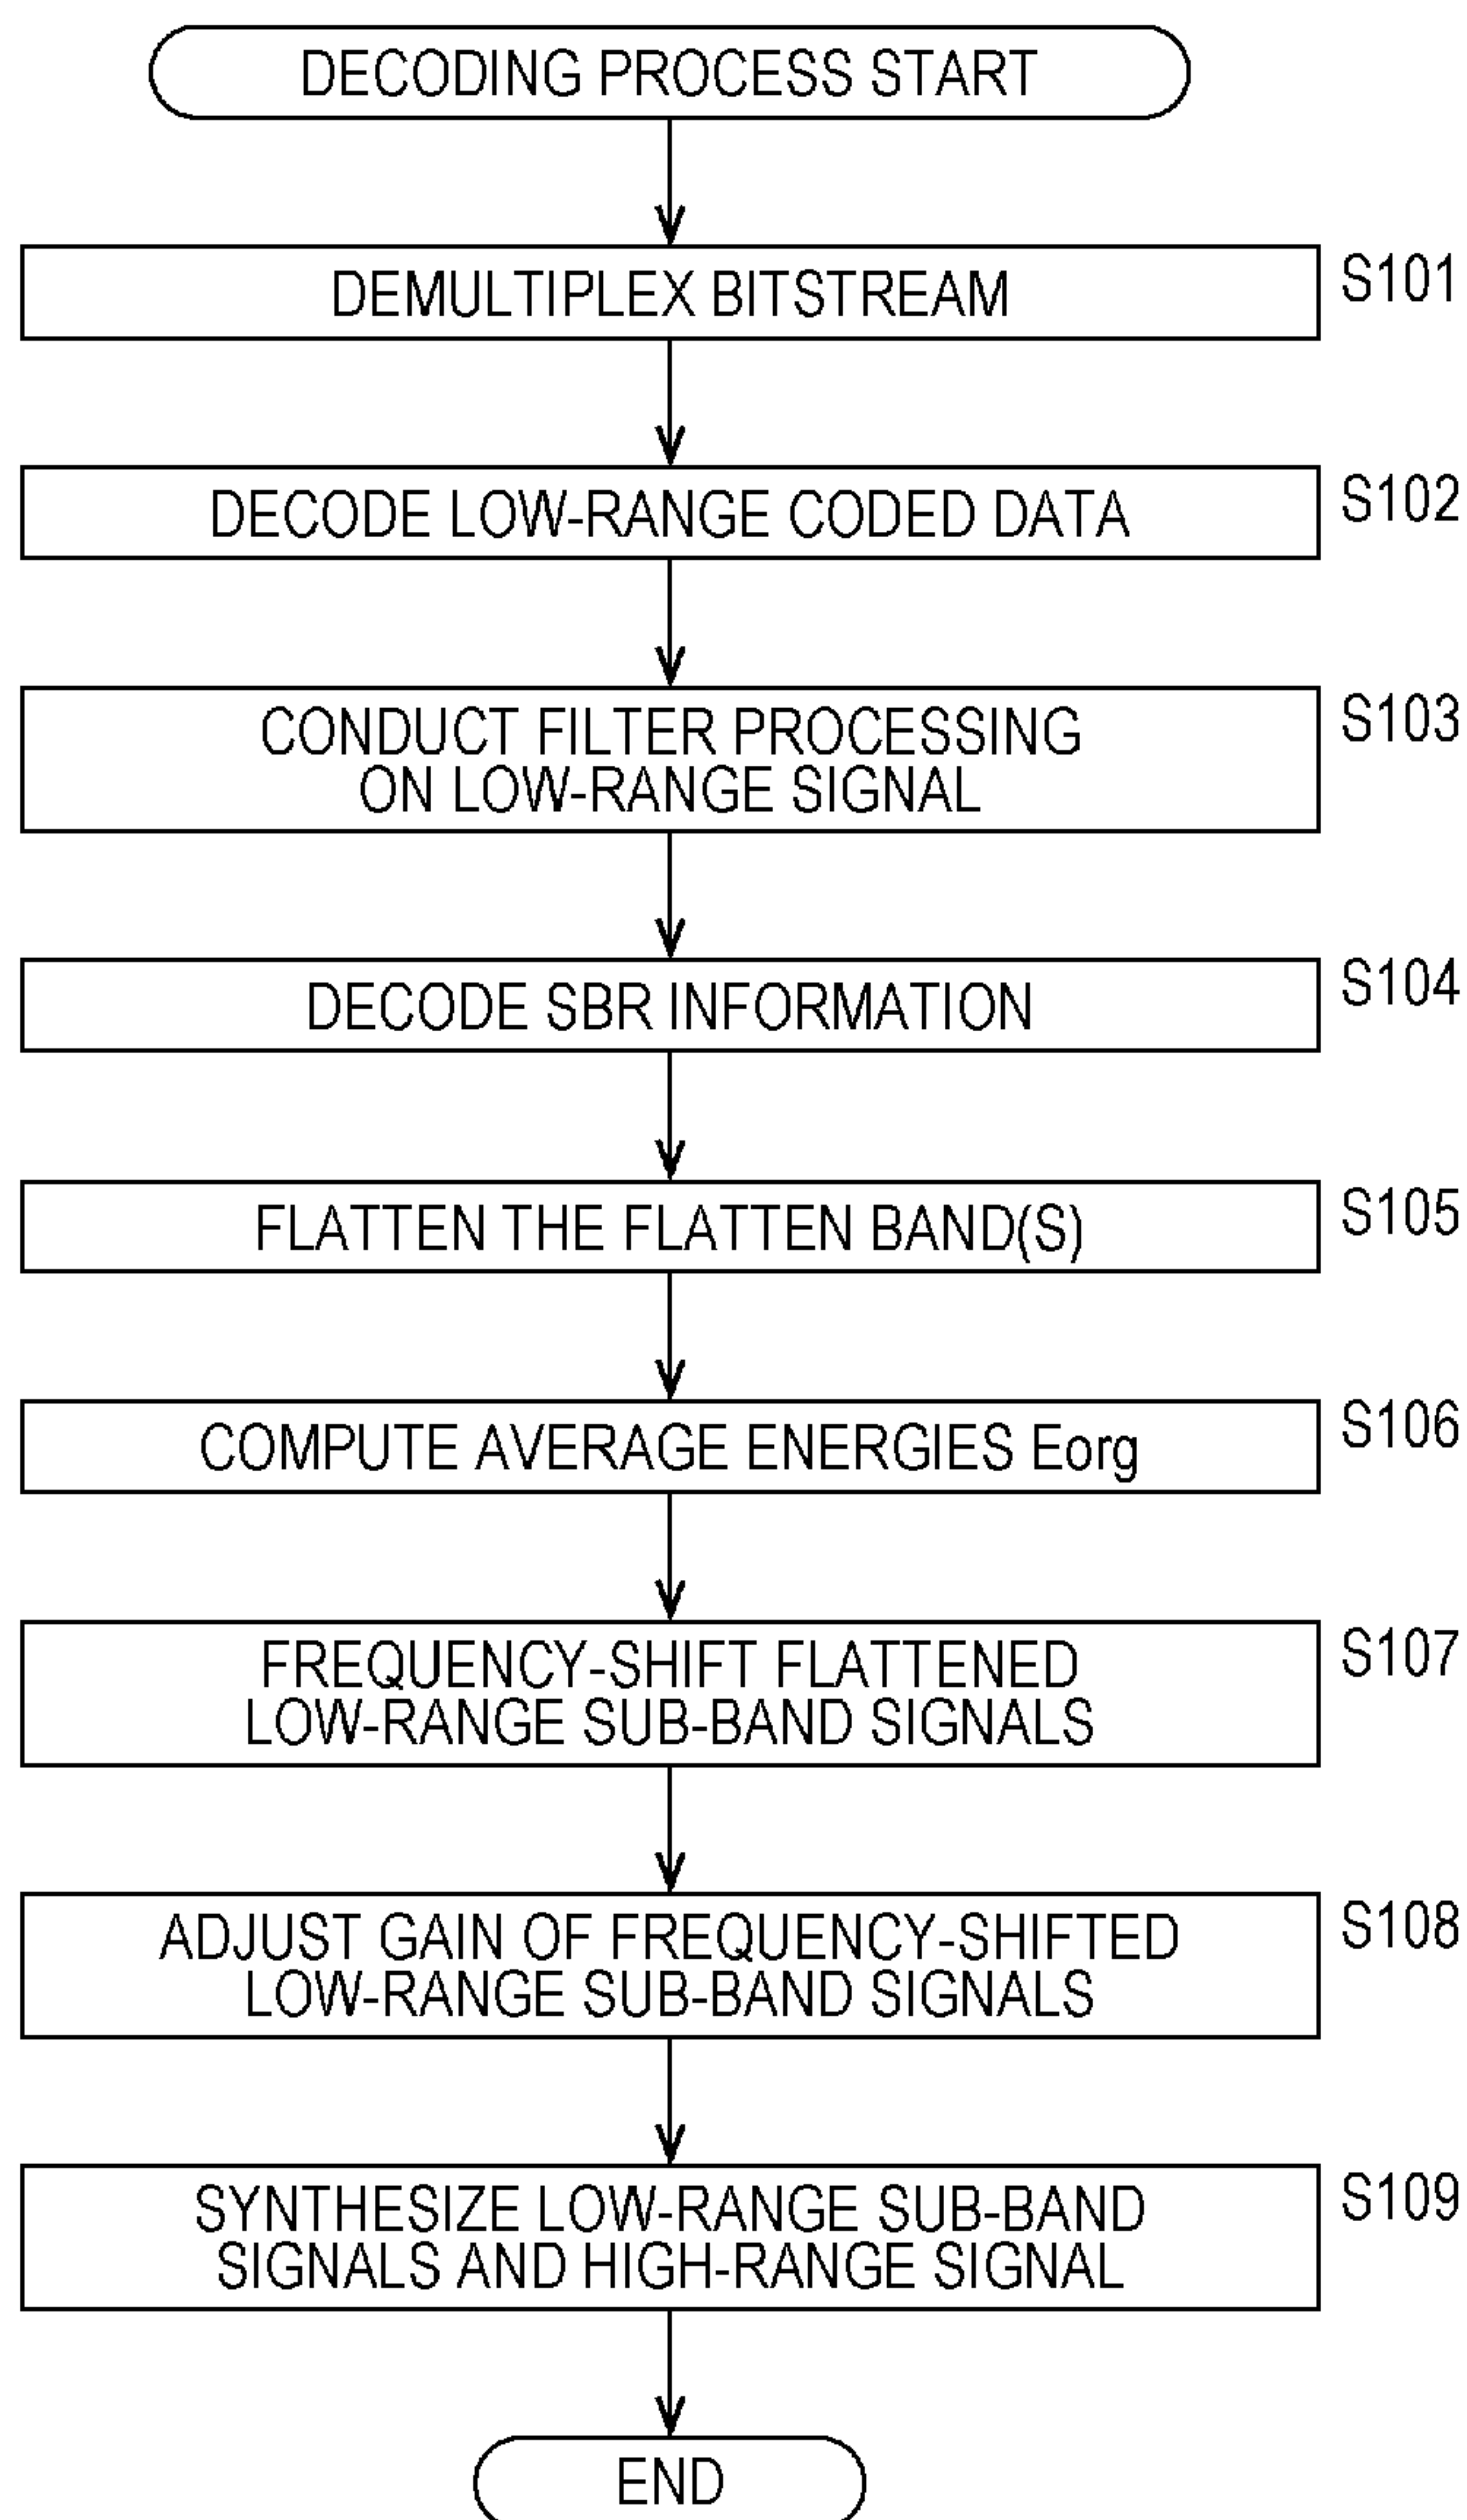 DECODING PROCESS START
DEMULTIPLEX BITSTREAM
S101
DECODE LOW-RANGE CODED DATA
S102
CONDUCT FILTER PROCESSING
ON LOW-RANGE SIGNAL
S103
DECODE SBR INFORMATION
S104
FLATTEN THE FLATTEN BAND(S)
S105
COMPUTE AVERAGE ENERGIES Eorg
S106
FREQUENCY-SHIFT FLATTENED
LOW-RANGE SUB-BAND SIGNALS
S107
ADJUST GAIN OF FREQUENCY-SHIFTED
LOW-RANGE SUB-BAND SIGNALS
S108
SYNTHESIZE LOW-RANGE SUB-BAND
SIGNALS AND HIGH-RANGE SIGNAL
S109
END